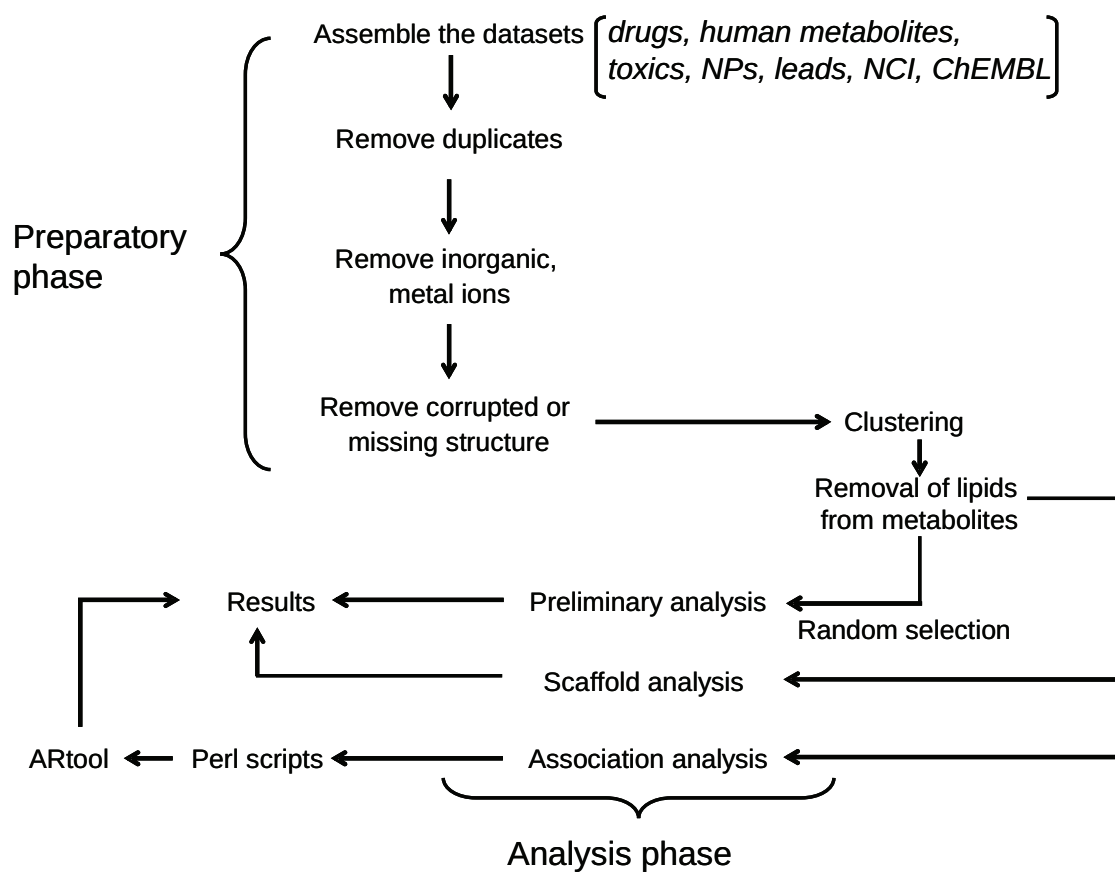 Assemble the datasets
drugs, human metabolites,
toxics, NPs, leads, NCI, ChEMBL
Remove duplicates
Preparatory
phase
Remove inorganic,
metal ions
Remove corrupted or
missing structure
Clustering
Removal of lipids
from metabolites
Results
Preliminary analysis
Random selection
Scaffold analysis
ARtool
Perl scripts
Association analysis
Analysis phase